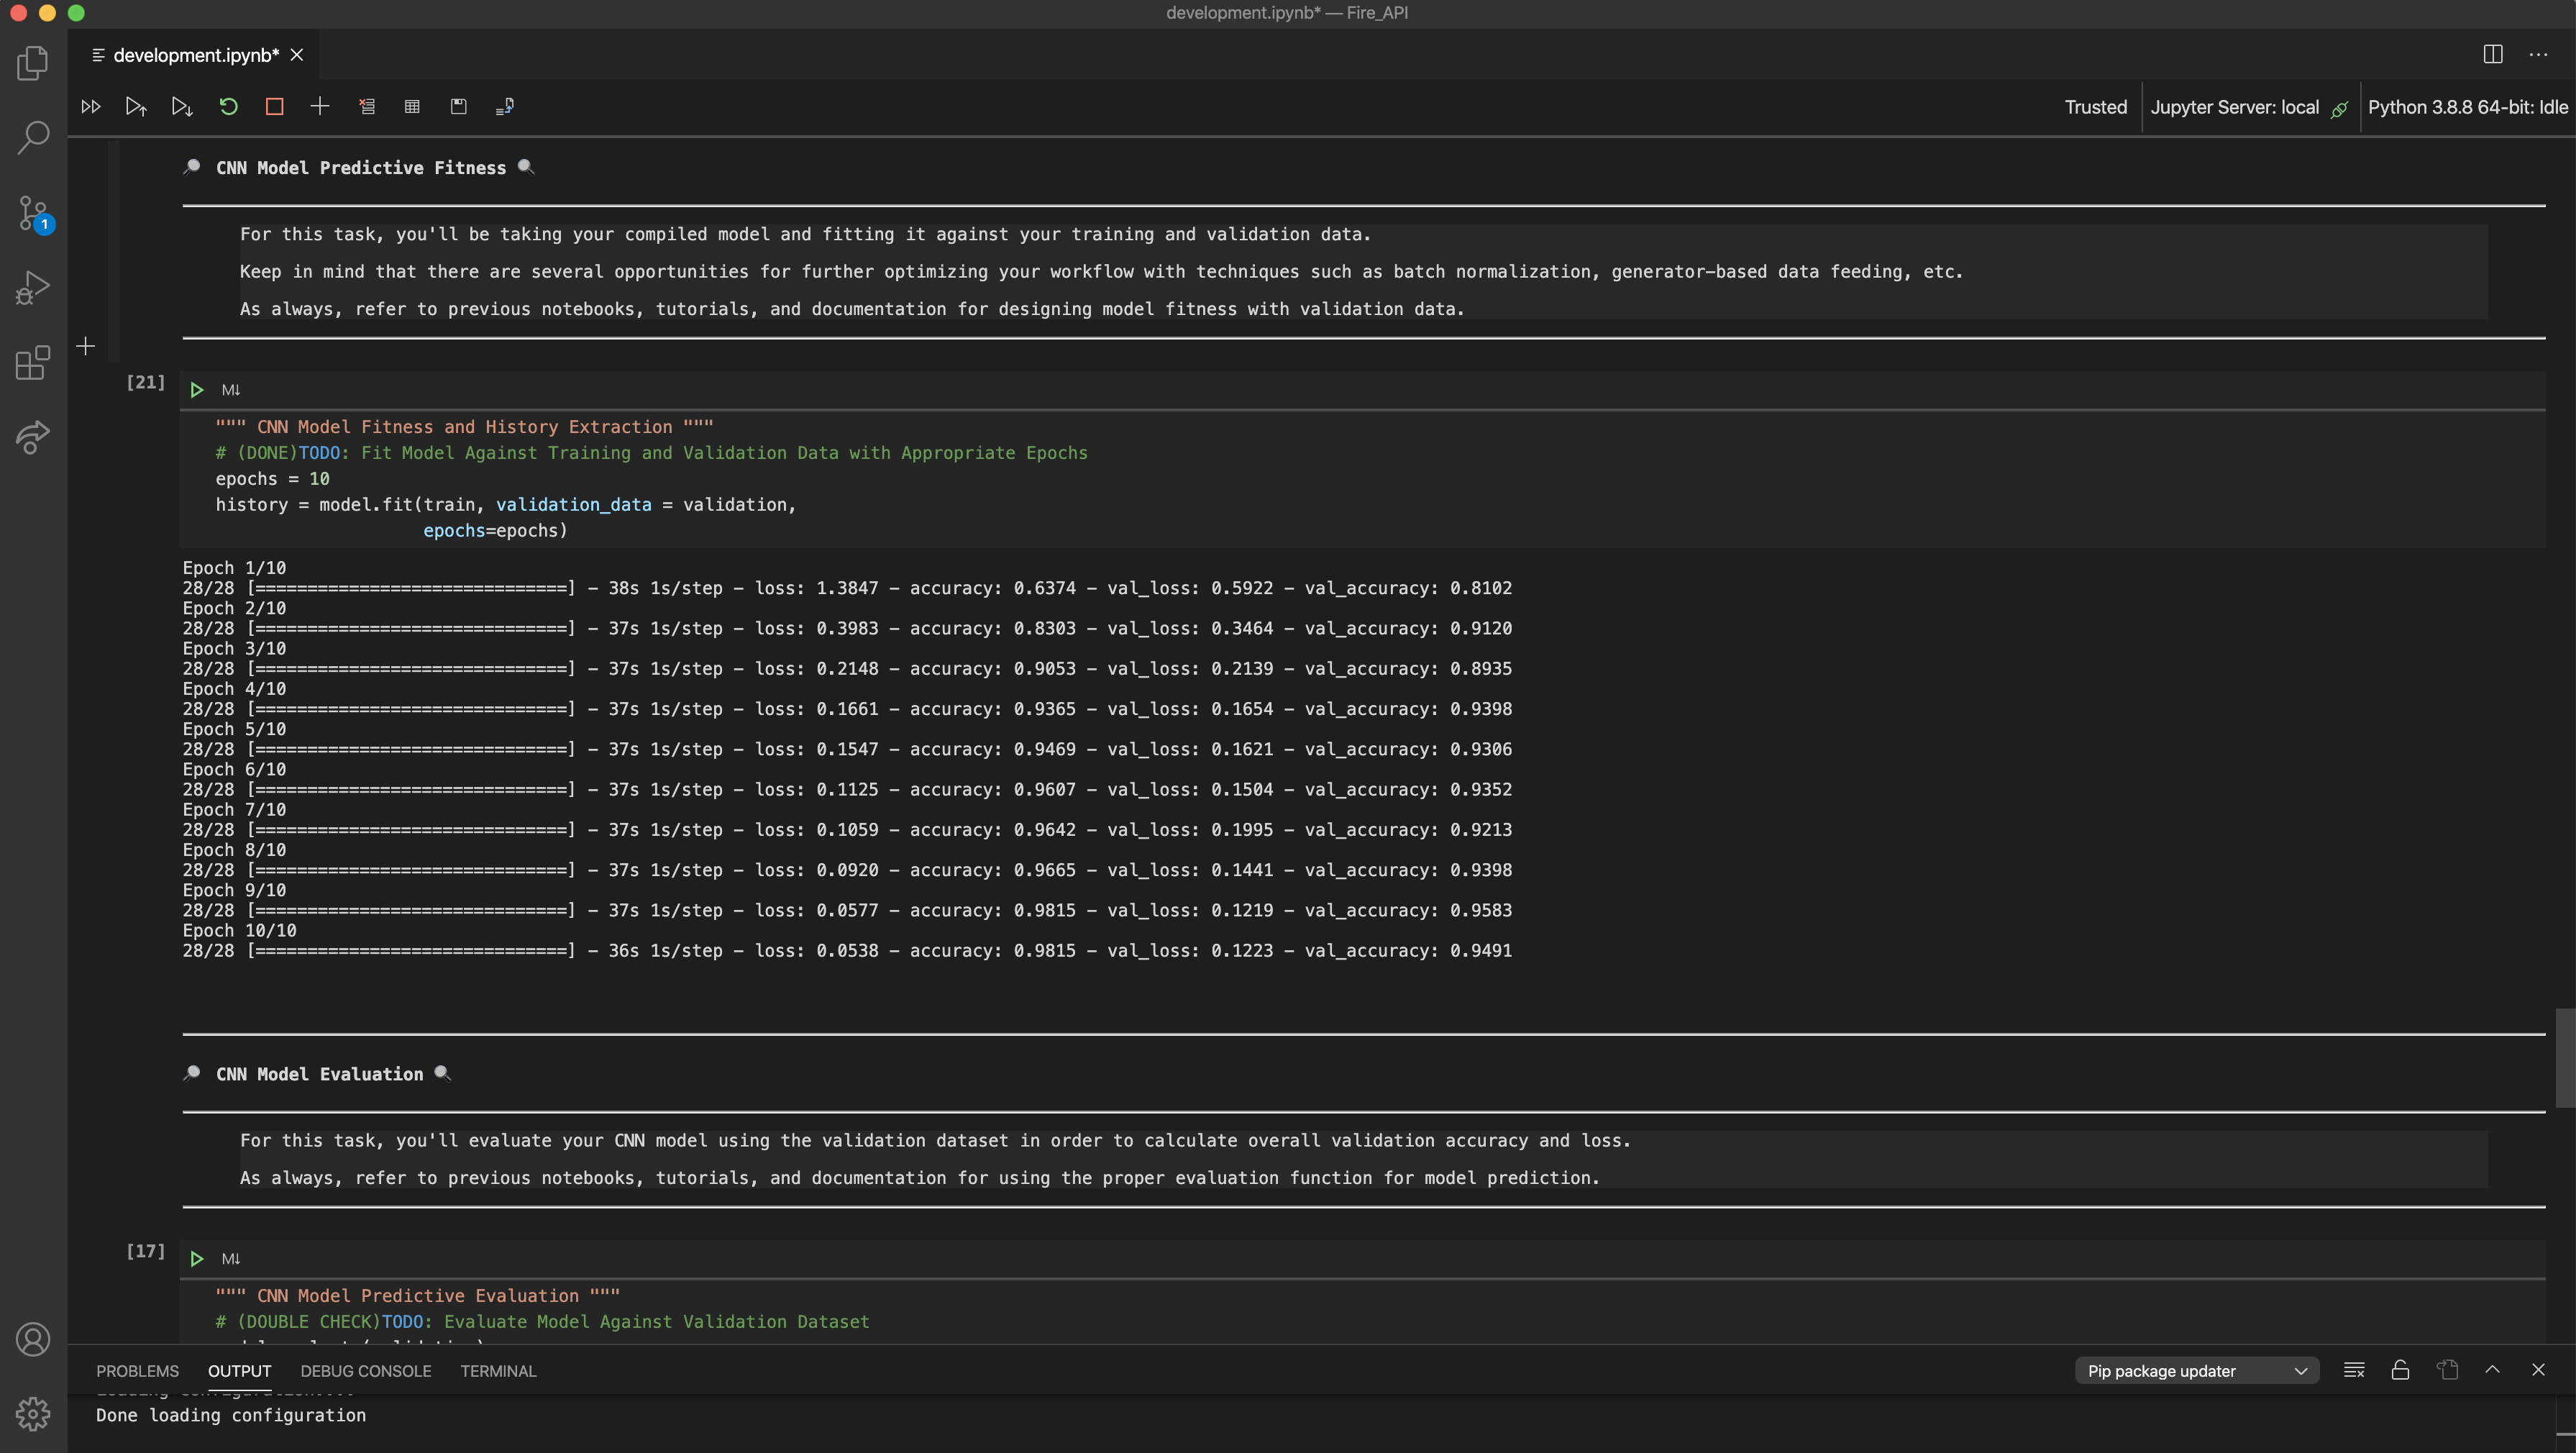 development.ipynb* — Fire_API
development.ipynb*
Trusted
Jupyter Server: local
Python 3.8.8 64-bit: Idle
1
CNN Model Predictive Fitness
For this task, you'll be taking your compiled model and fitting it against your training and validation data.
Keep in mind that there are several opportunities for further optimizing your workflow with techniques such as batch normalization, generator-based data feeding, etc.
As always, refer to previous notebooks, tutorials, and documentation for designing model fitness with validation data.
[21]
M↓
""" CNN Model Fitness and History Extraction """
# (DONE)TODO: Fit Model Against Training and Validation Data with Appropriate Epochs
epochs = 10
history = model.fit(train, validation_data = validation,
epochs=epochs)
Epoch 1/10
28/28 [==============================] - 38s 1s/step - loss: 1.3847 - accuracy: 0.6374 - val_loss: 0.5922 - val_accuracy: 0.8102
Epoch 2/10
28/28 [==============================] - 37s 1s/step - loss: 0.3983 - accuracy: 0.8303 - val_loss: 0.3464 - val_accuracy: 0.9120
Epoch 3/10
28/28 [==============================] - 37s 1s/step - loss: 0.2148 - accuracy: 0.9053 - val_loss: 0.2139 - val_accuracy: 0.8935
Epoch 4/10
28/28 [==============================] - 37s 1s/step - loss: 0.1661 - accuracy: 0.9365 - val_loss: 0.1654 - val_accuracy: 0.9398
Epoch 5/10
28/28 [==============================] - 37s 1s/step - loss: 0.1547 - accuracy: 0.9469 - val_loss: 0.1621 - val_accuracy: 0.9306
Epoch 6/10
28/28 [==============================] - 37s 1s/step - loss: 0.1125 - accuracy: 0.9607 - val_loss: 0.1504 - val_accuracy: 0.9352
Epoch 7/10
28/28 [==============================] - 37s 1s/step - loss: 0.1059 - accuracy: 0.9642 - val_loss: 0.1995 - val_accuracy: 0.9213
Epoch 8/10
28/28 [==============================] - 37s 1s/step - loss: 0.0920 - accuracy: 0.9665 - val_loss: 0.1441 - val_accuracy: 0.9398
Epoch 9/10
28/28 [==============================] - 37s 1s/step - loss: 0.0577 - accuracy: 0.9815 - val_loss: 0.1219 - val_accuracy: 0.9583
Epoch 10/10
28/28 [==============================] - 36s 1s/step - loss: 0.0538 - accuracy: 0.9815 - val_loss: 0.1223 - val_accuracy: 0.9491
CNN Model Evaluation
For this task, you'll evaluate your CNN model using the validation dataset in order to calculate overall validation accuracy and loss.
As always, refer to previous notebooks, tutorials, and documentation for using the proper evaluation function for model prediction.
[17]
M↓
""" CNN Model Predictive Evaluation """
# (DOUBLE CHECK)TODO: Evaluate Model Against Validation Dataset
PROBLEMS
OUTPUT
DEBUG CONSOLE
TERMINAL
Pip package updater
Done loading configuration